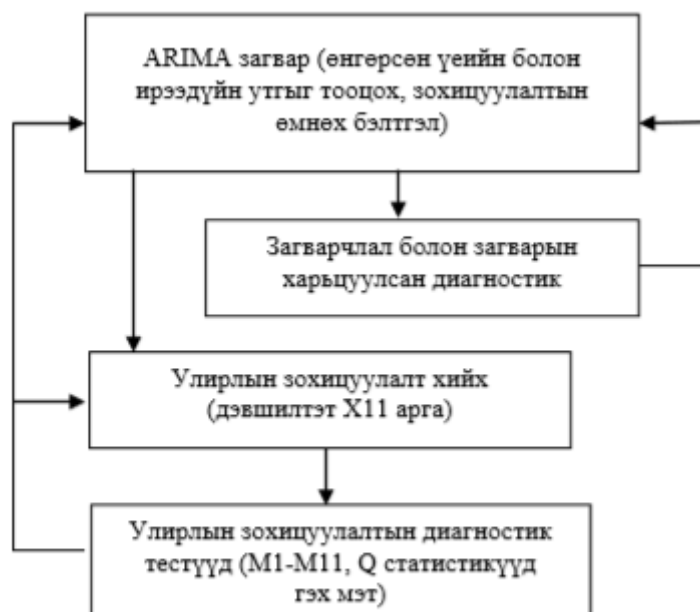 ARIMA загвар (өнгөрсөн үеийн болон
ирээдүйн утгыг тооцох, зохицуулалтын
өмнөх бэлтгэл)
Загварчлал болон загварын
харьцуулсан диагностик
Улирлын зохицуулалт хийх
(дэвшилтэт X11 арга)
Улирлын зохицуулалтын диагностик
тестүүд (M1-M11, Q статистикүүд
гэх мэт)